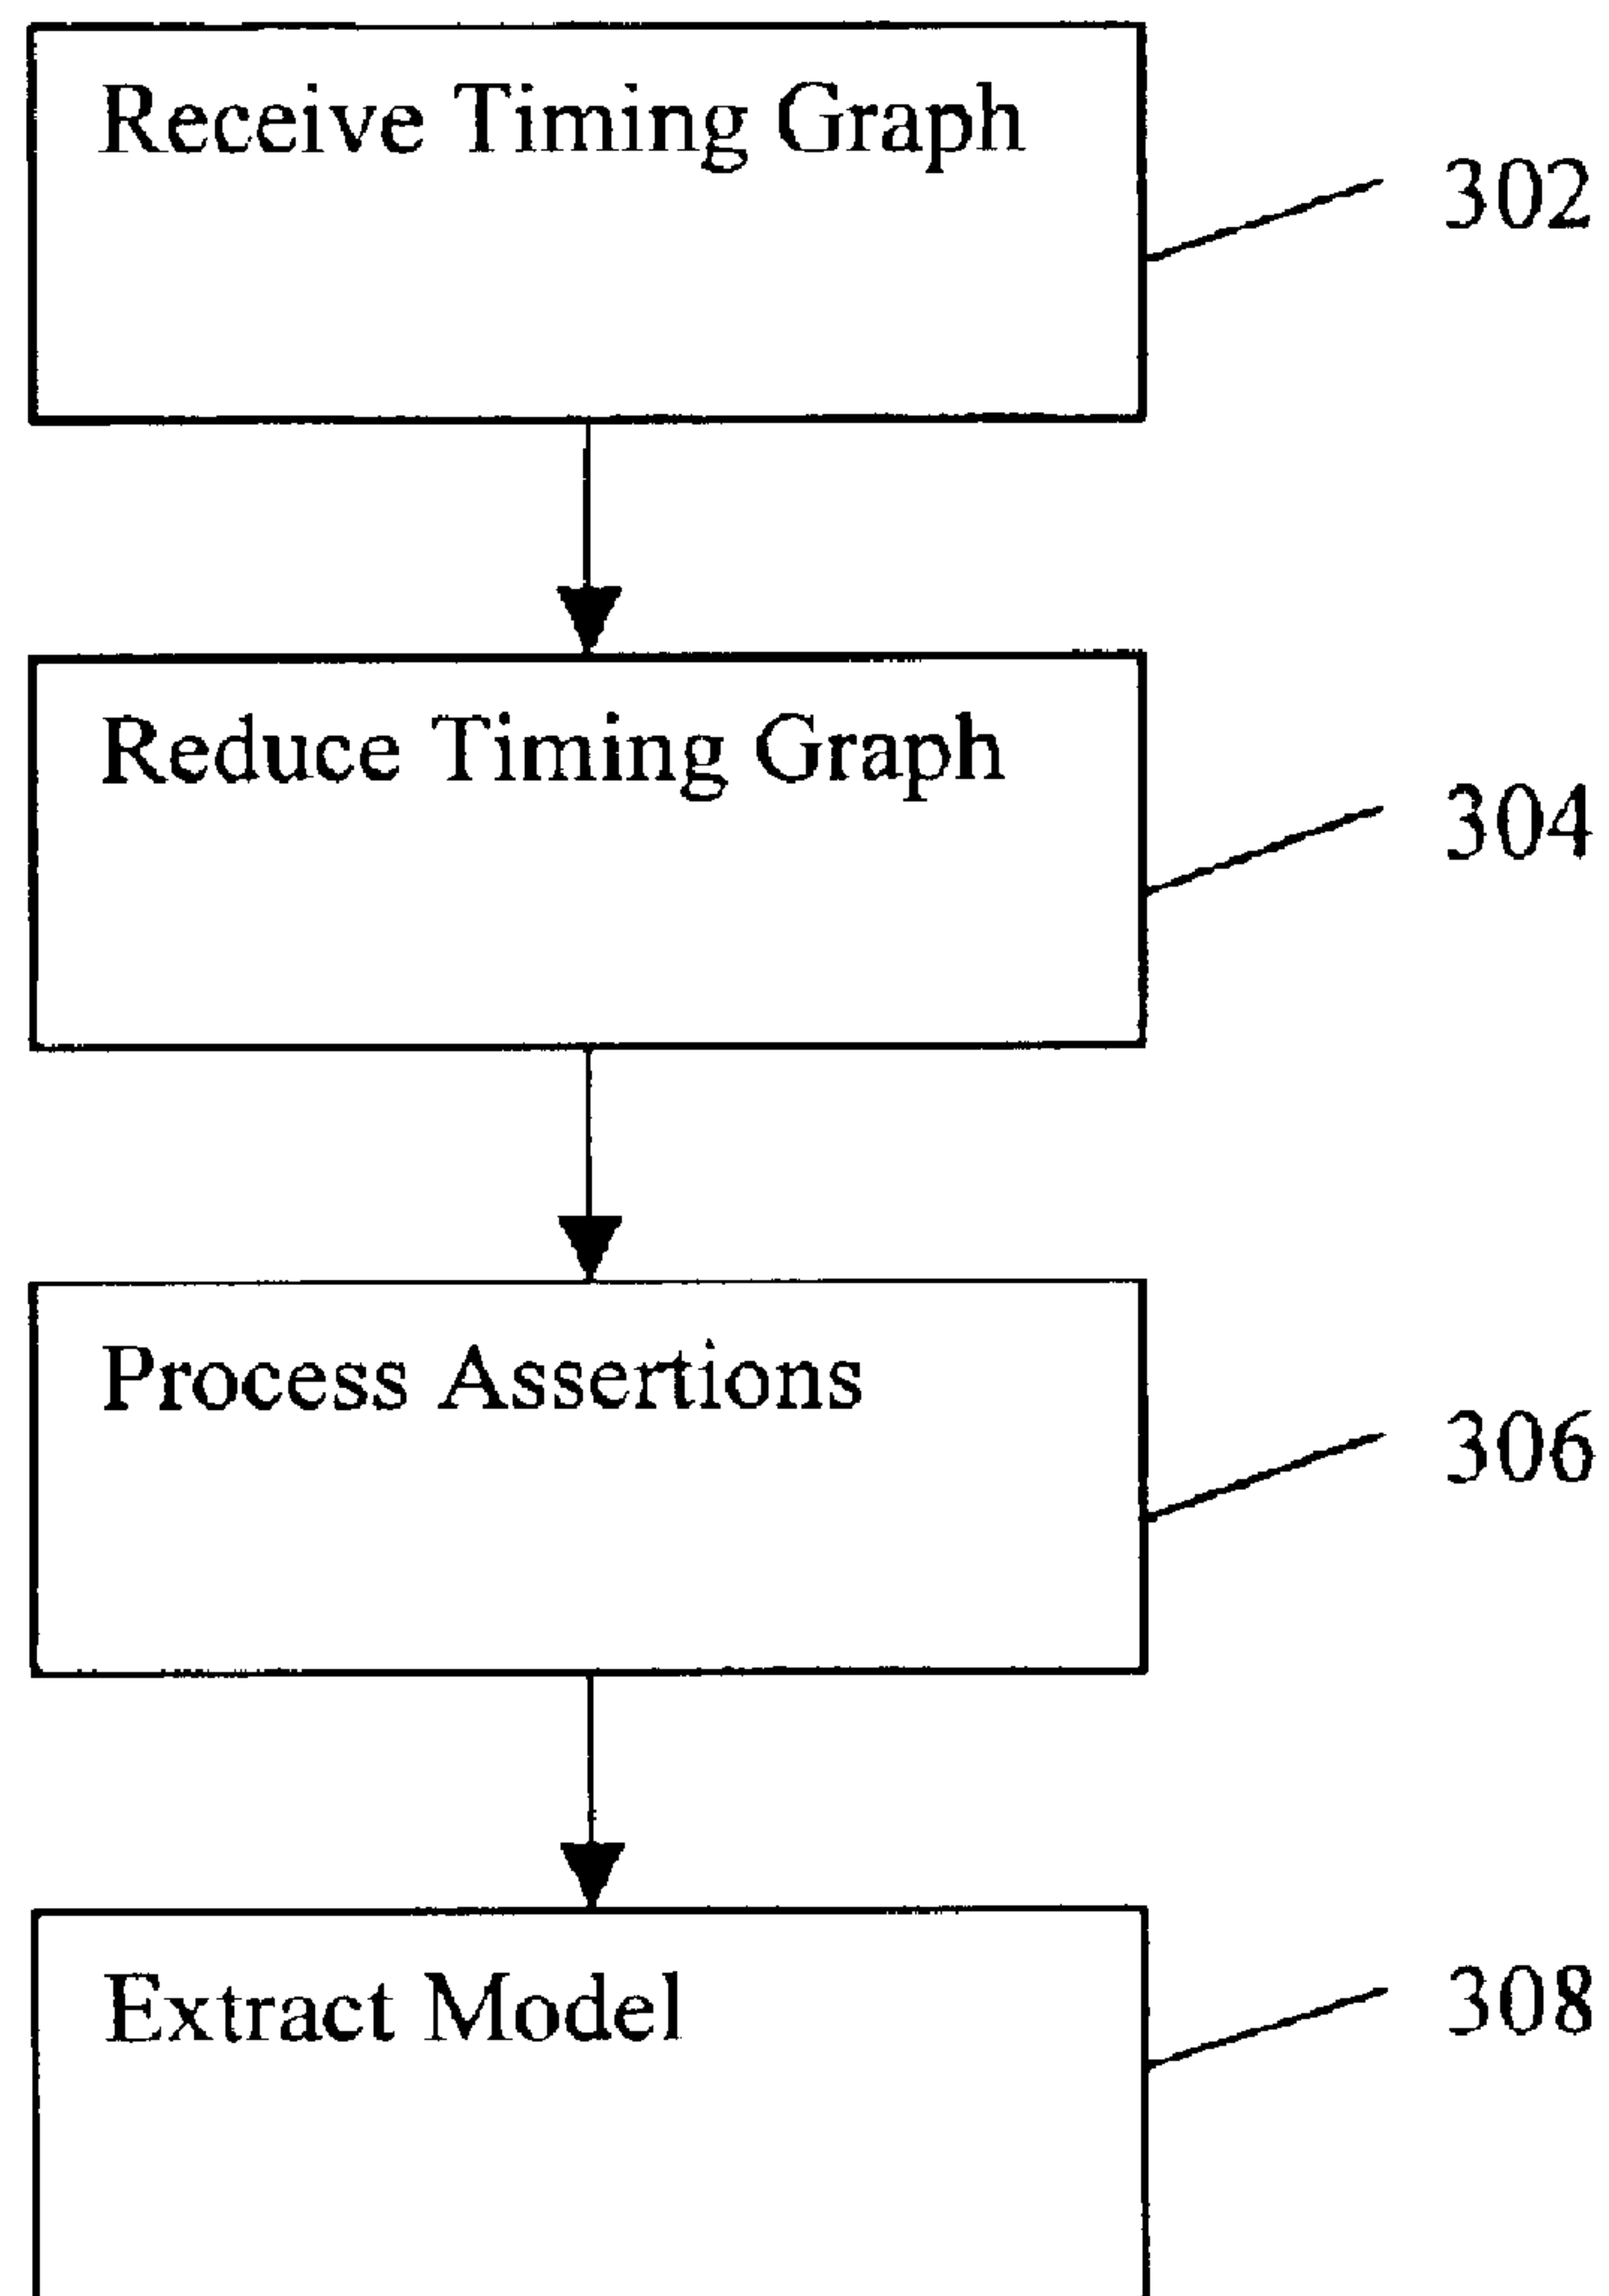 Receive Timing Graph
302
Reduce Timing Graph
304
Process Assertions
306
Extract Model
308